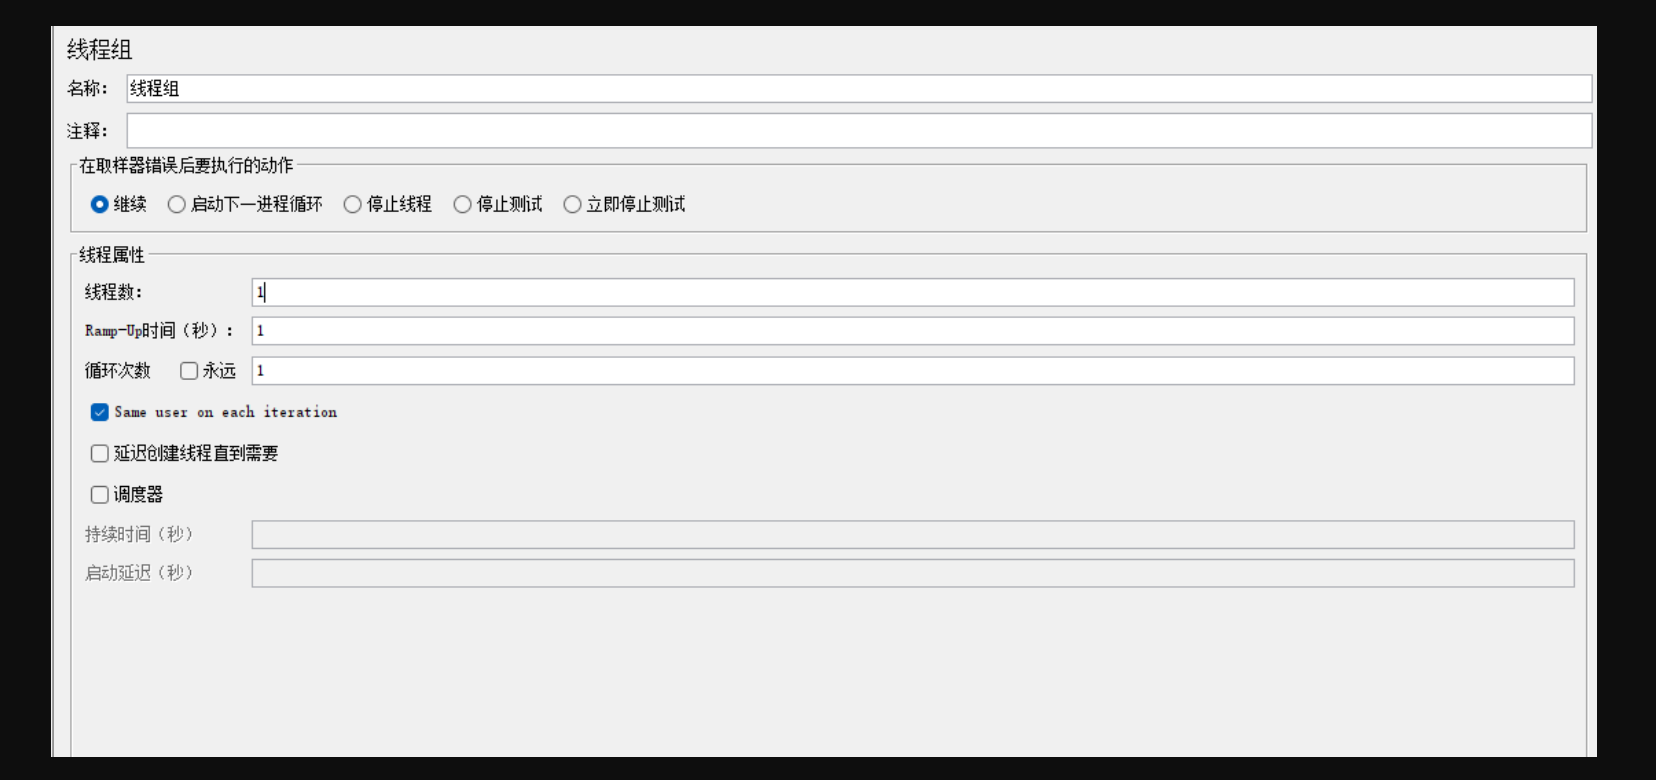 线程组
名称： 线程组
注释：
在取样器错误后要执行的动作
继续 启动下一进程循环 停止线程 停止测试 立即停止测试
线程属性
线程数： 1
Ramp-Up时间（秒）： 1
循环次数 永远 1
Same user on each iteration
延迟创建线程直到需要
调度器
持续时间（秒）
启动延迟（秒）